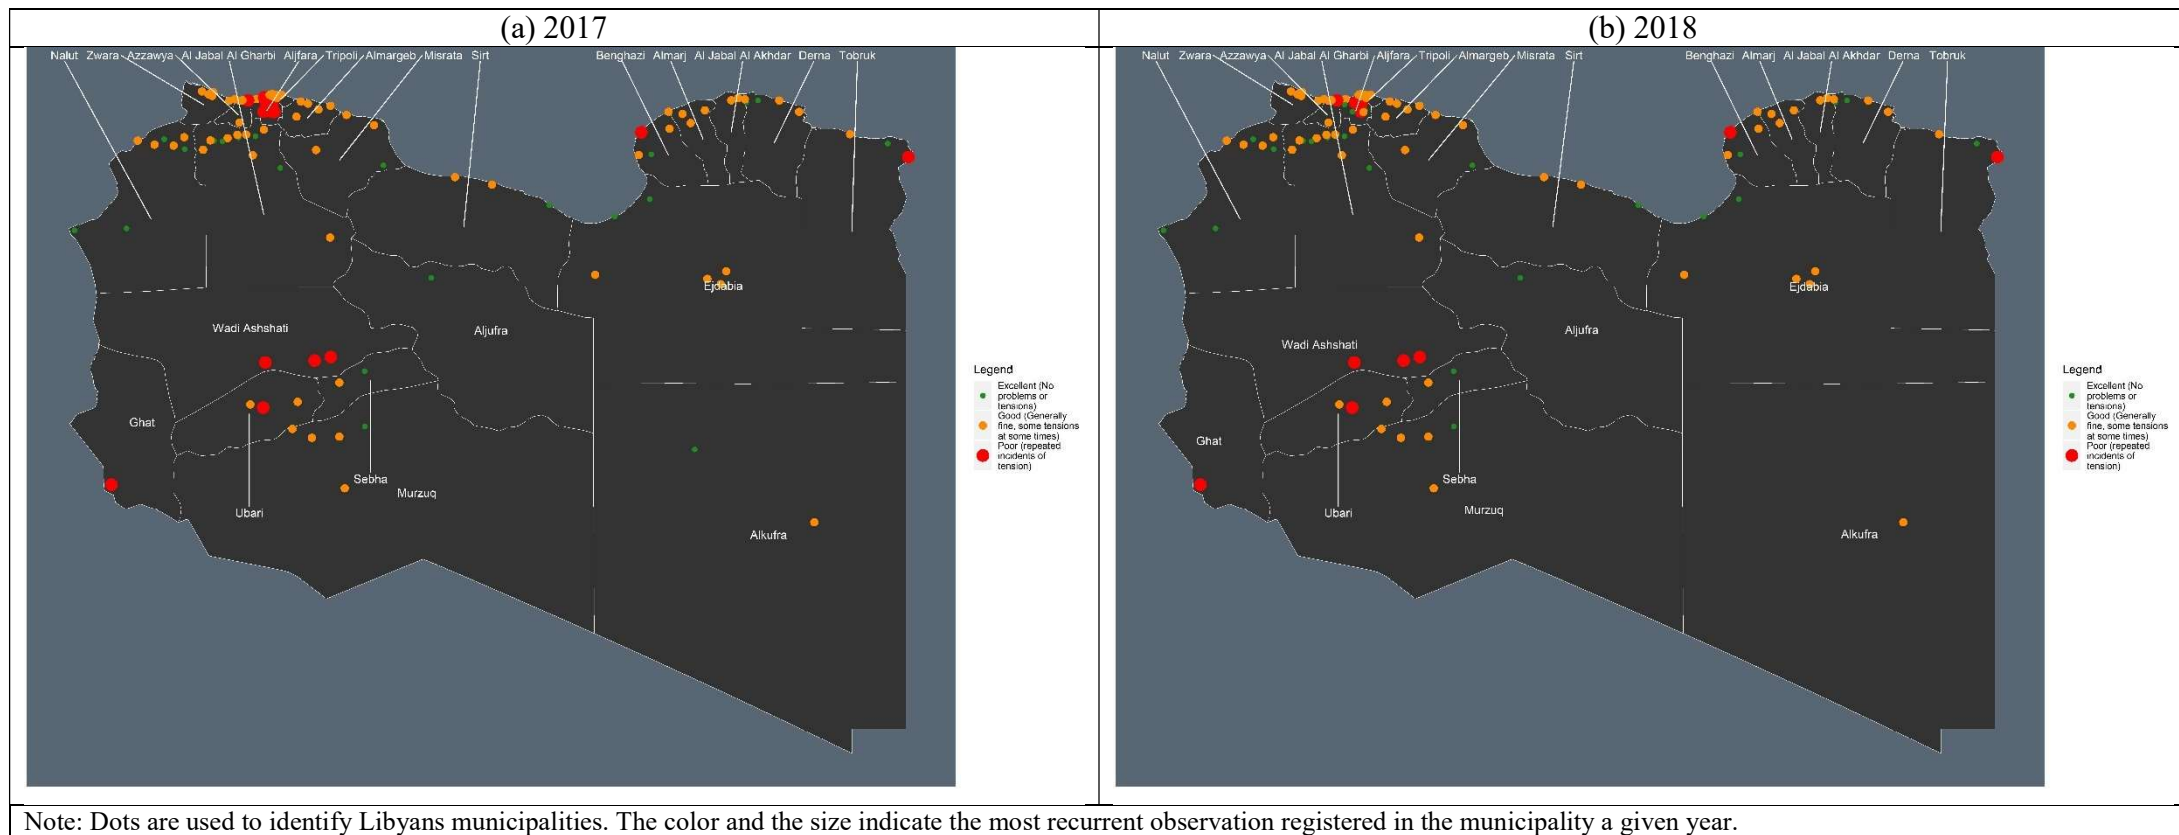 (a) 2017
(b) 2018
Nalut Zwara Azzawya Al Jabal Al Gharbi Aljfara Tripoli Almargeb Misrata Sirt Benghazi Almarj Al Jabal Al Akhdar Derna Tobruk
Ejdabia
Wadi Ashshati
Aljufra
Ghat
Sebha
Murzuq
Ubari
Alkufra
Legend
Excellent (No
problems or
tensions)
Good (Generally
fine, some tensions
at some times)
Poor (repeated
incidents of
tension)
Nalut Zwara Azzawya Al Jabal Al Gharbi Aljfara Tripoli Almargeb Misrata Sirt Benghazi Almarj Al Jabal Al Akhdar Derna Tobruk
Ejdabia
Wadi Ashshati
Aljufra
Ghat
Sebha
Murzuq
Ubari
Alkufra
Legend
Excellent (No
problems or
tensions)
Good (Generally
fine, some tensions
at some times)
Poor (repeated
incidents of
tension)
Note: Dots are used to identify Libyans municipalities. The color and the size indicate the most recurrent observation registered in the municipality a given year.